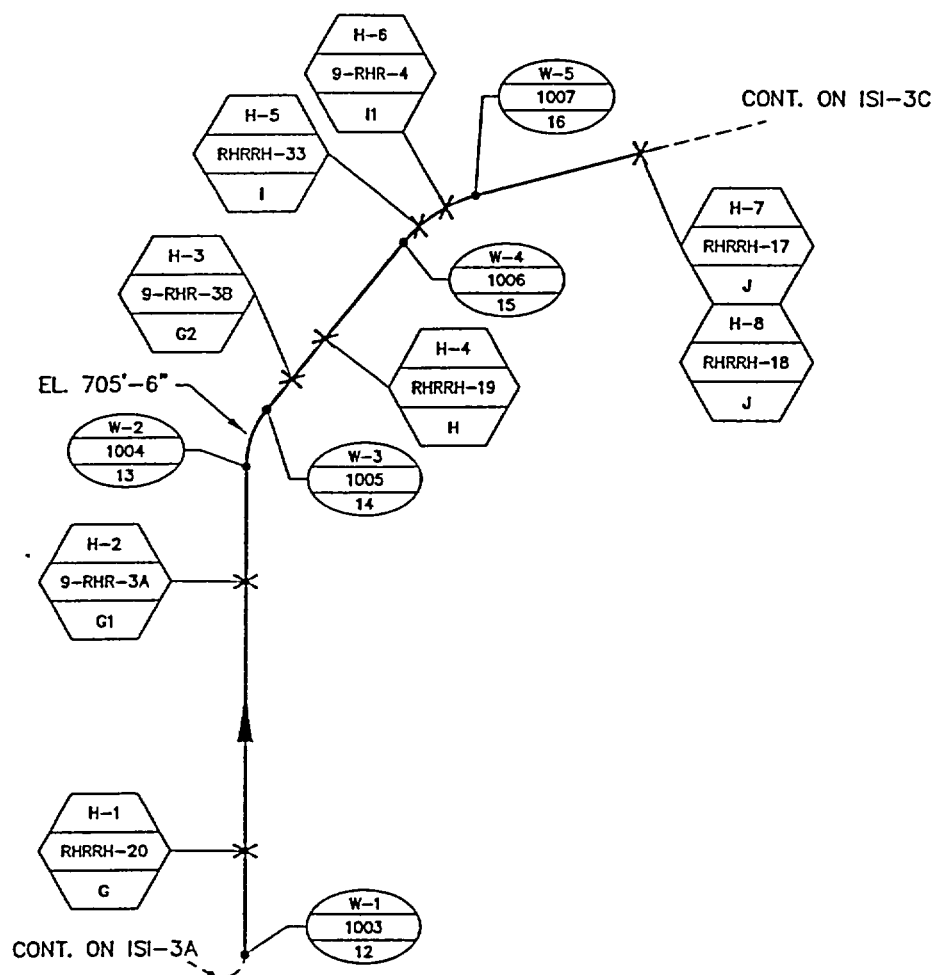 H-6
9-RHR-4
I1
W-5
1007
16
CONT. ON ISI-3C
H-5
RHRRH-33
I
H-7
RHRRH-17
J
H-3
9-RHR-3B
G2
W-4
1006
15
H-8
RHRRH-18
J
H-4
RHRRH-19
H
EL. 705'-6"
W-2
1004
13
W-3
1005
14
H-2
9-RHR-3A
G1
H-1
RHRRH-20
G
W-1
1003
12
CONT. ON ISI-3A